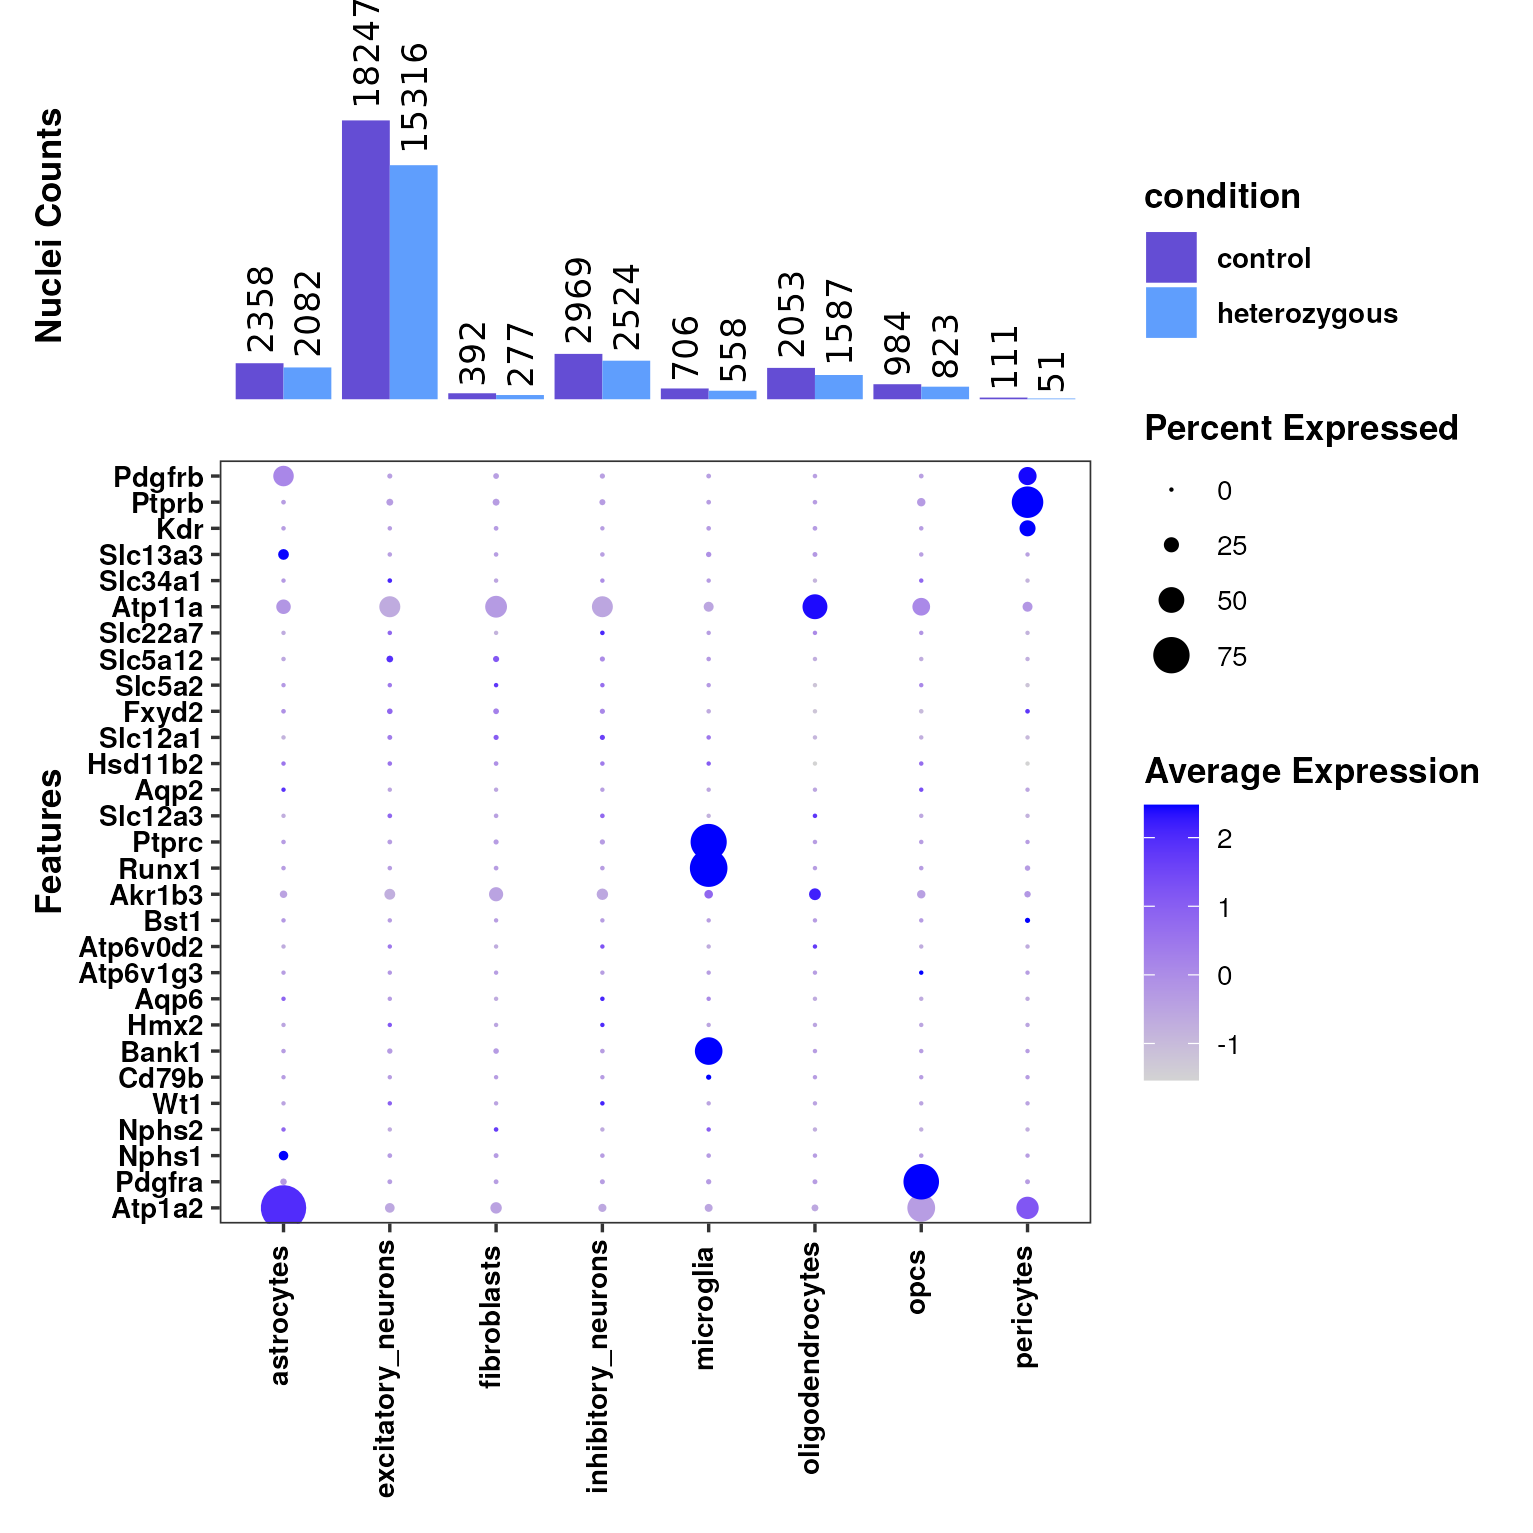 Nuclei Counts
18247
15316
2358
2082
392
277
2969
2524
706
558
2053
1587
984
823
111
51
condition
control
heterozygous
Percent Expressed
0
25
50
75
Average Expression
2
1
0
-1
Features
Pdgfrb
Ptprb
Kdr
Slc13a3
Slc34a1
Atp11a
Slc22a7
Slc5a12
Slc5a2
Fxyd2
Slc12a1
Hsd11b2
Aqp2
Slc12a3
Ptprc
Runx1
Akr1b3
Bst1
Atp6v0d2
Atp6v1g3
Aqp6
Hmx2
Bank1
Cd79b
Wt1
Nphs2
Nphs1
Pdgfra
Atp1a2
astrocytes
excitatory_neurons
fibroblasts
inhibitory_neurons
microglia
oligodendrocytes
opcs
pericytes